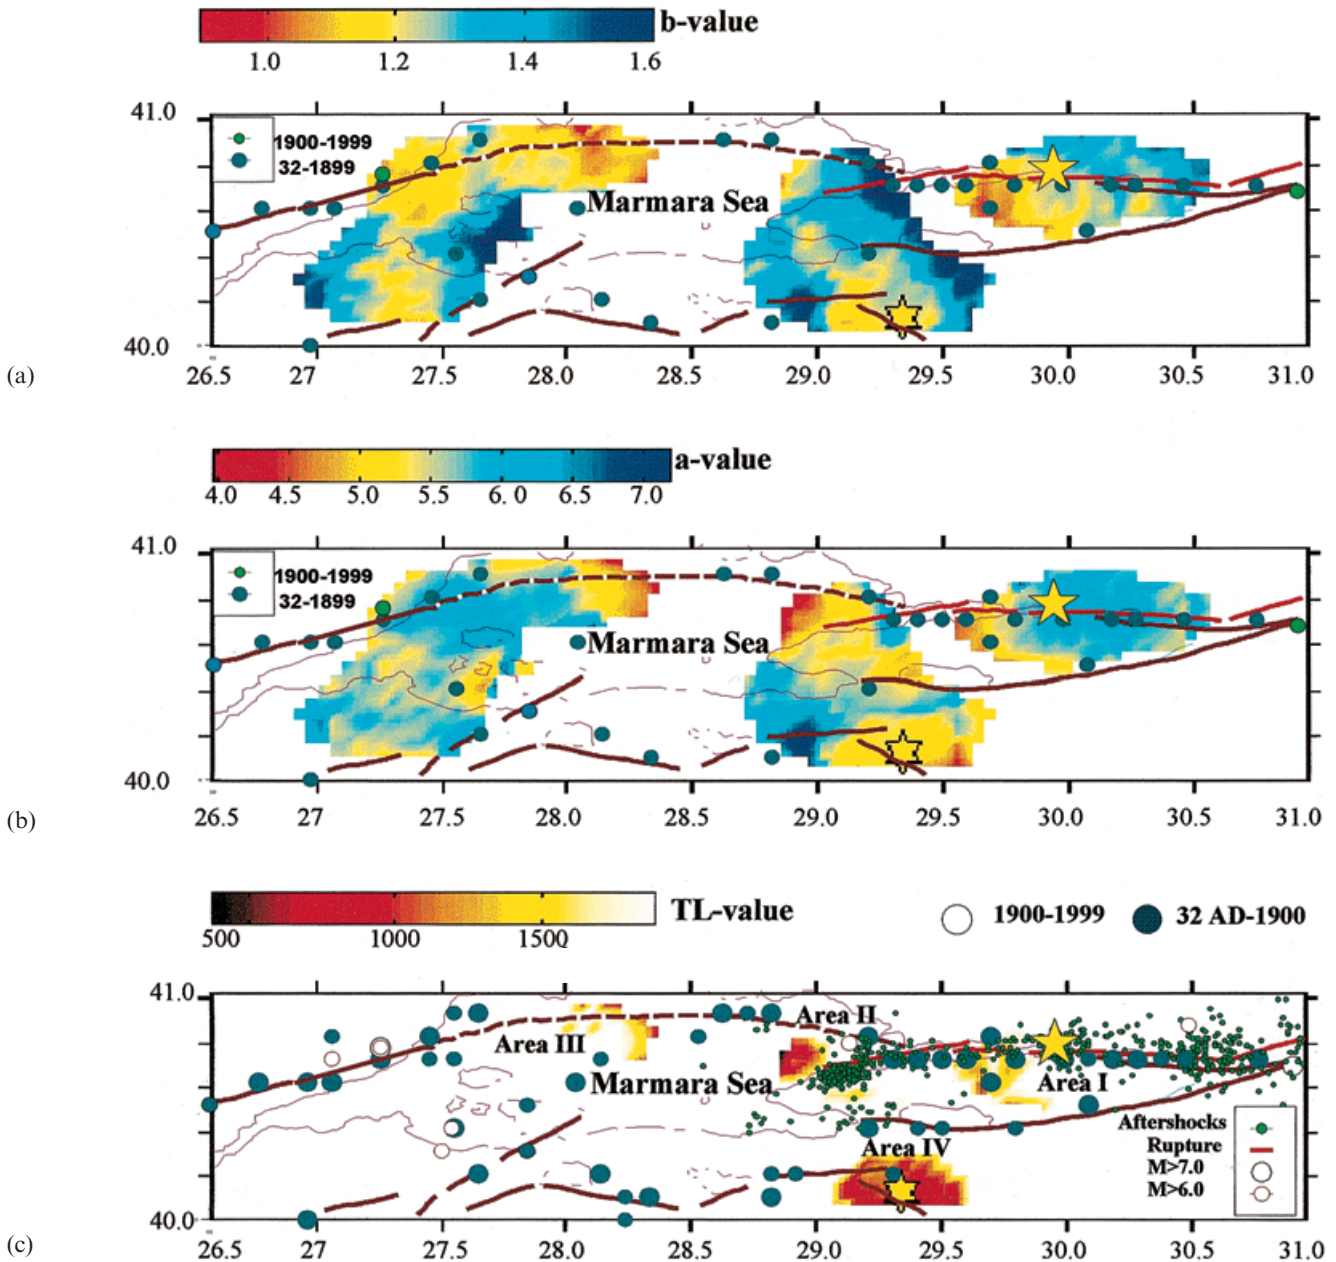 b-value
1.0 1.2 1.4 1.6
41.0
1900-1999
32-1899
Marmara Sea
40.0
(a)
26.5 27 27.5 28.0 28.5 29.0 29.5 30.0 30.5 31.0
a-value
4.0 4.5 5.0 5.5 6.0 6.5 7.0
41.0
1900-1999
32-1899
Marmara Sea
40.0
(b)
26.5 27 27.5 28.0 28.5 29.0 29.5 30.0 30.5 31.0
TL-value
500 1000 1500
1900-1999 32 AD-1900
41.0
Area II
Area III
Marmara Sea
Area I
Aftershocks
Rupture
Area IV
M>7.0
M>6.0
40.0
(c)
26.5 27 27.5 28.0 28.5 29.0 29.5 30.0 30.5 31.0